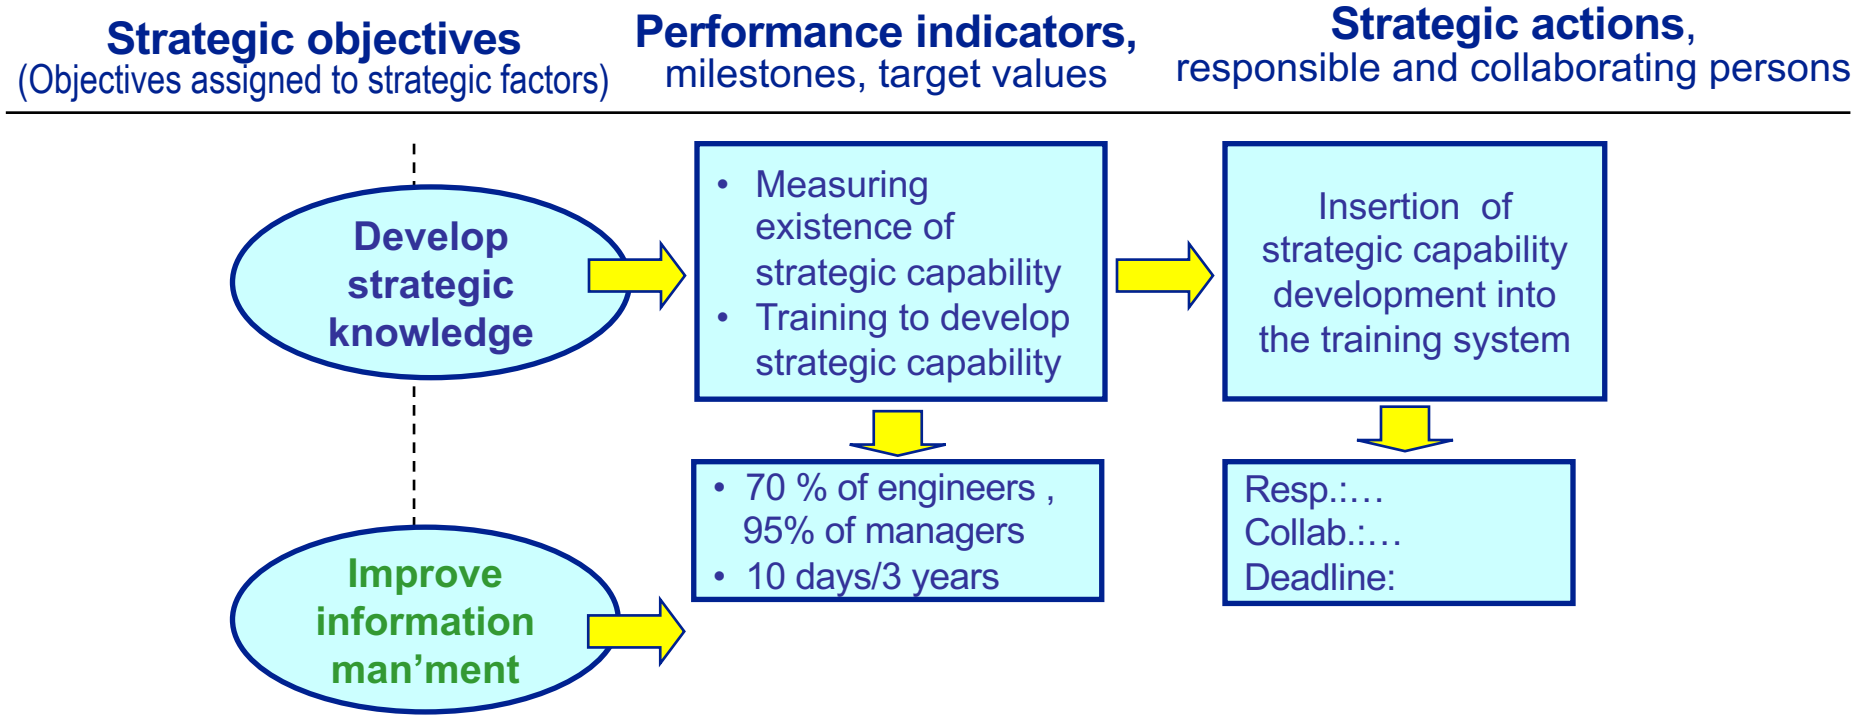 Strategic objectives
(Objectives assigned to strategic factors)
Performance indicators,
milestones, target values
Strategic actions,
responsible and collaborating persons
Develop
strategic
knowledge
• Measuring
existence of
strategic capability
• Training to develop
strategic capability
Insertion of
strategic capability
development into
the training system
• 70 % of engineers ,
95% of managers
• 10 days/3 years
Resp.:…
Collab.:…
Deadline:
Improve
information
man’ment